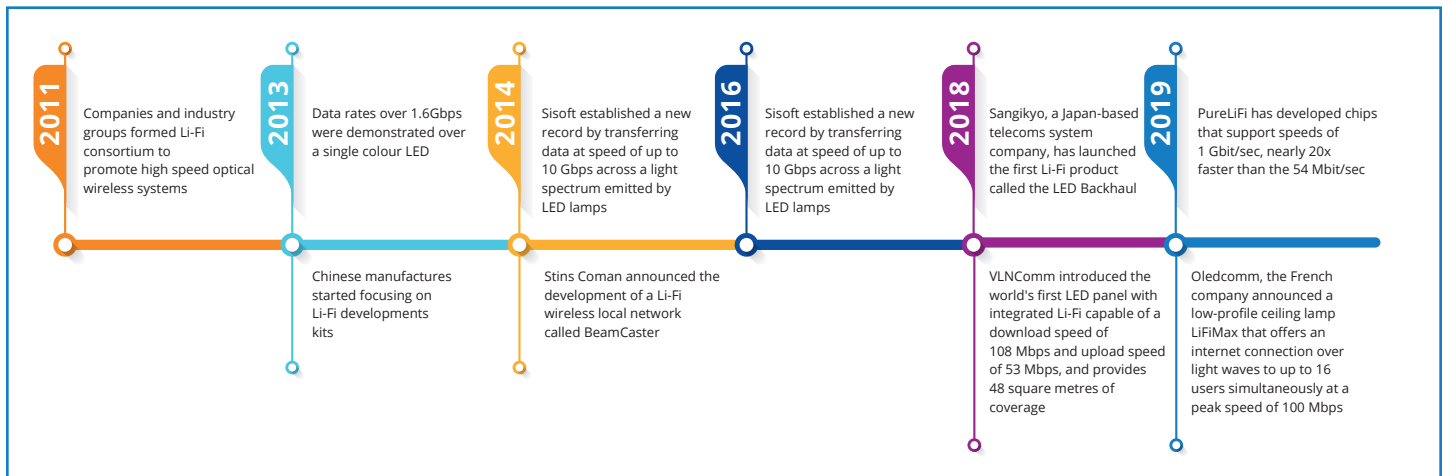 2011
Companies and industry
groups formed Li-Fi
consortium to
promote high speed optical
wireless systems
2013
Data rates over 1.6Gbps
were demonstrated over
a single colour LED
Chinese manufactures
started focusing on
Li-Fi developments
kits
2014
Sisoft established a new
record by transferring
data at speed of up to
10 Gbps across a light
spectrum emitted by
LED lamps
Stins Coman announced the
development of a Li-Fi
wireless local network
called BeamCaster
2016
Sisoft established a new
record by transferring
data at speed of up to
10 Gbps across a light
spectrum emitted by
LED lamps
2018
Sangikyo, a Japan-based
telecoms system
company, has launched
the first Li-Fi product
called the LED Backhaul
VLNComm introduced the
world's first LED panel with
integrated Li-Fi capable of a
download speed of
108 Mbps and upload speed
of 53 Mbps, and provides
48 square metres of
coverage
2019
PureLiFi has developed chips
that support speeds of
1 Gbit/sec, nearly 20x
faster than the 54 Mbit/sec
Oledcomm, the French
company announced a
low-profile ceiling lamp
LiFiMax that offers an
internet connection over
light waves to up to 16
users simultaneously at a
peak speed of 100 Mbps